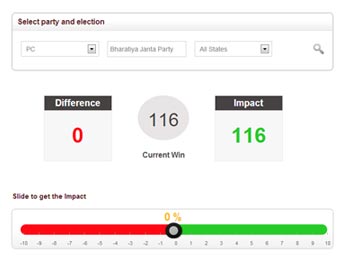 Select party and election
PC
Bharatiya Janta Party
All States
Difference
0
116
Current Win
Impact
116
Slide to get the Impact
0 %
-10 -9 -8 -7 -6 -5 -4 -3 -2 -1 0 1 2 3 4 5 6 7 8 9 10